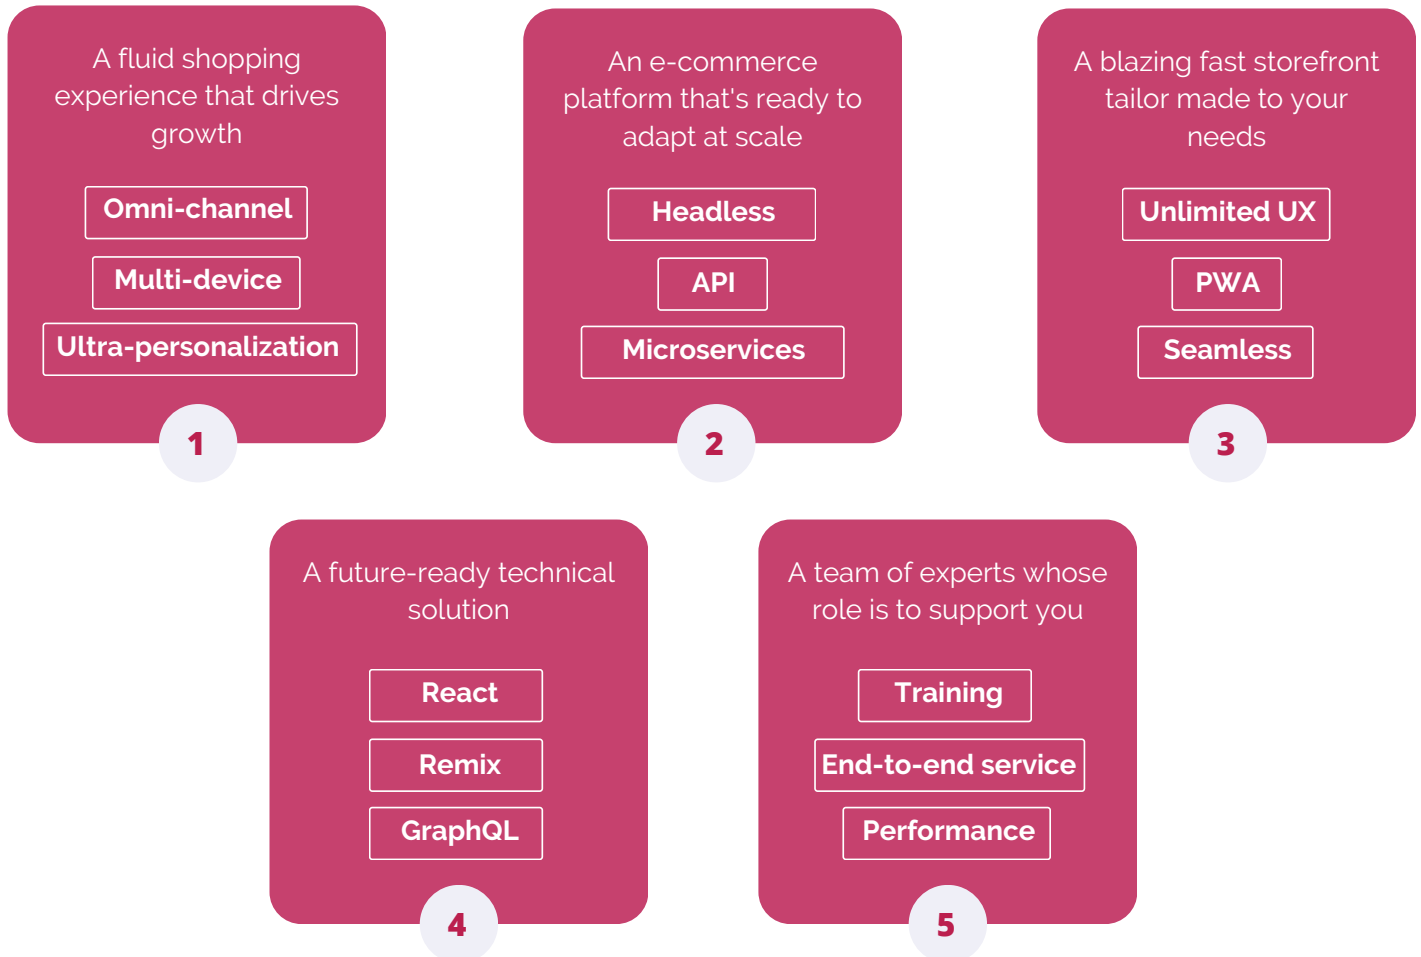 A fluid shopping
experience that drives
growth
Omni-channel
Multi-device
Ultra-personalization
1
An e-commerce
platform that's ready to
adapt at scale
Headless
API
Microservices
2
A blazing fast storefront
tailor made to your
needs
Unlimited UX
PWA
Seamless
3
A future-ready technical
solution
React
Remix
GraphQL
4
A team of experts whose
role is to support you
Training
End-to-end service
Performance
5